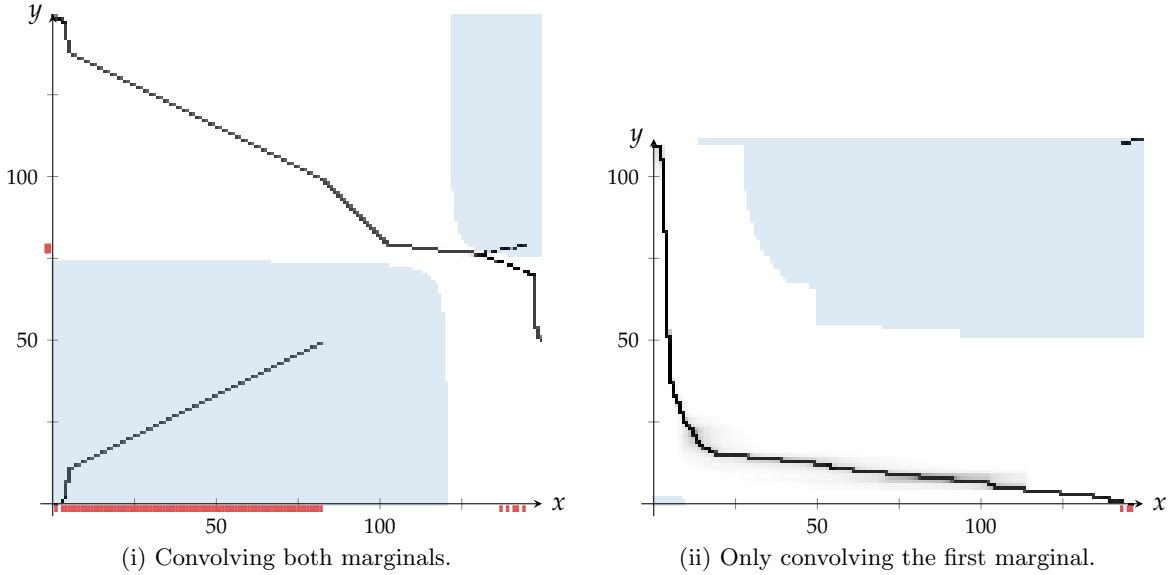 y
100
50
50
100
x
(i) Convolving both marginals.
y
100
50
50
100
x
(ii) Only convolving the first marginal.